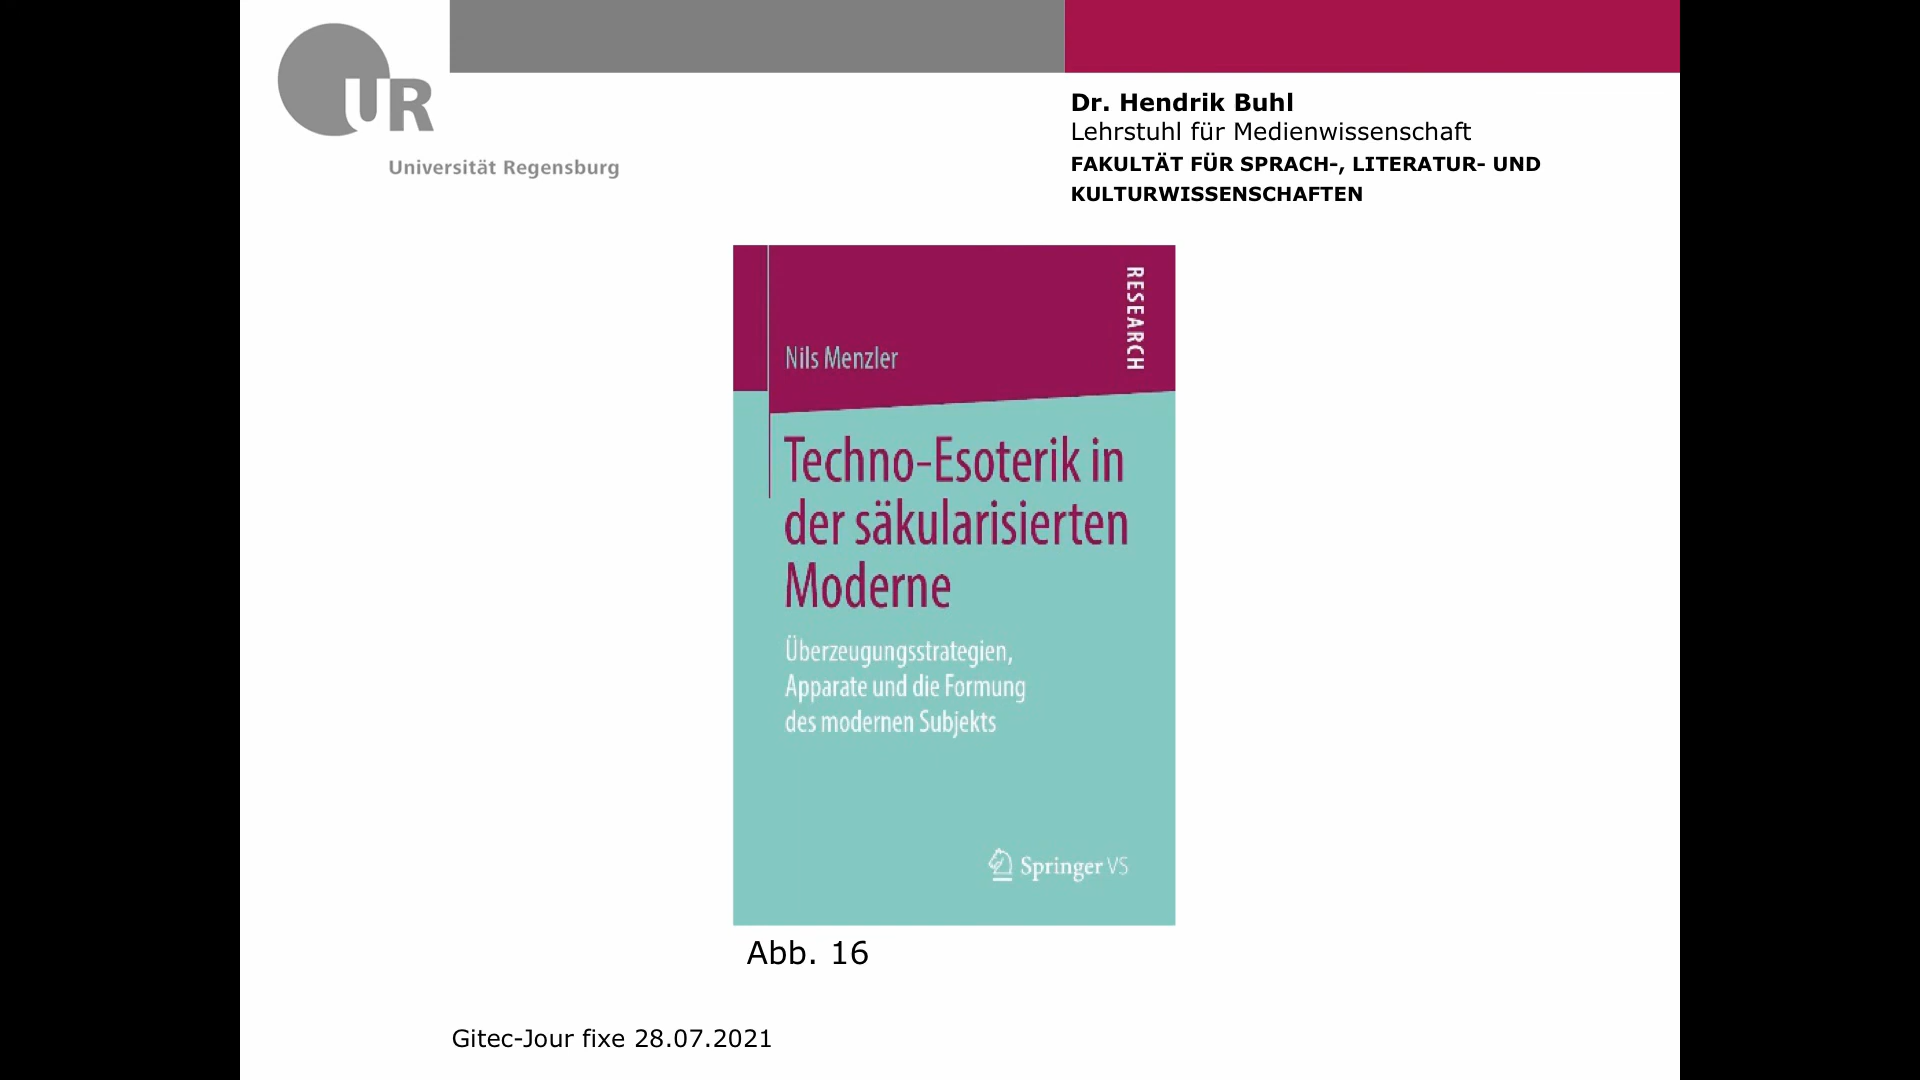 UR
Universität Regensburg
Dr. Hendrik Buhl
Lehrstuhl für Medienwissenschaft
FAKULTÄT FÜR SPRACH-, LITERATUR- UND
KULTURWISSENSCHAFTEN
RESEARCH
Nils Menzler
Techno-Esoterik in
der säkularisierten
Moderne
Überzeugungsstrategien,
Apparate und die Formung
des modernen Subjekts
Springer VS
Abb. 16
Gitec-Jour fixe 28.07.2021